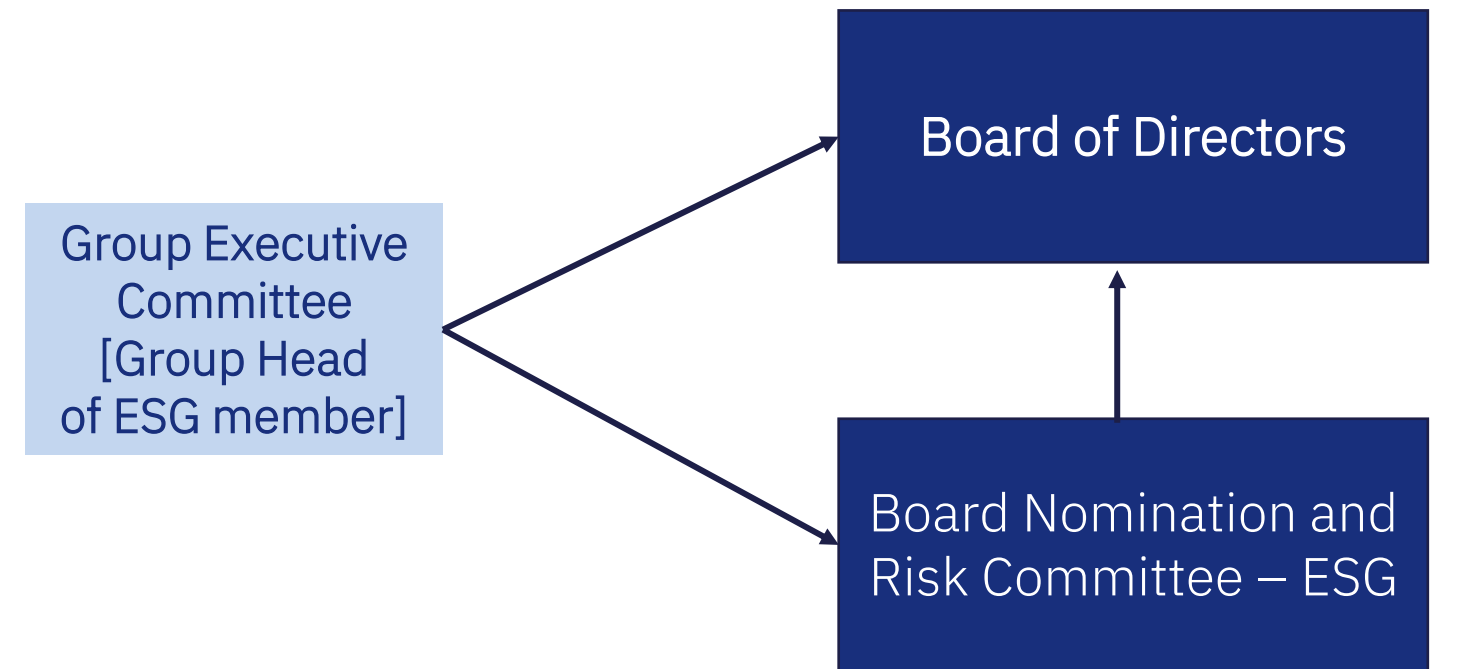 Board of Directors
Group Executive
Committee
[Group Head
of ESG member]
Board Nomination and
Risk Committee – ESG